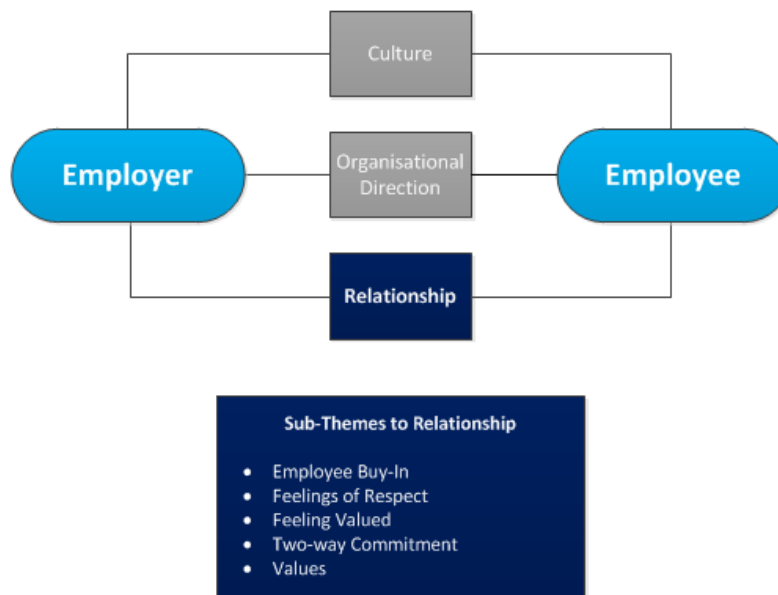 Culture
Employer
Organisational
Direction
Employee
Relationship
Sub-Themes to Relationship
• Employee Buy-In
• Feelings of Respect
• Feeling Valued
• Two-way Commitment
• Values